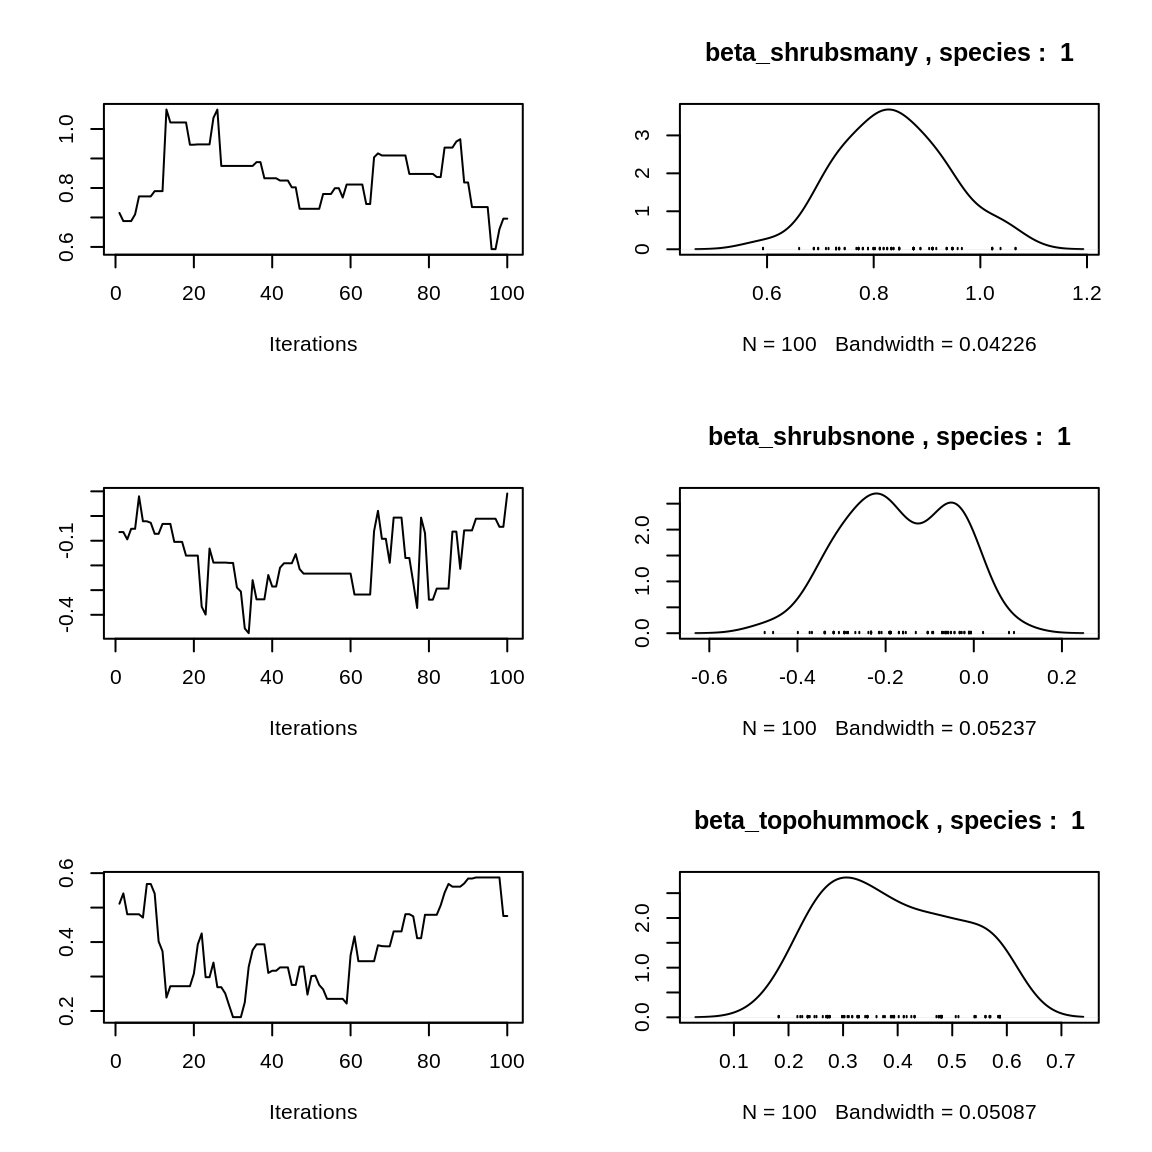 beta_shrubsmany , species :  1
0.6 0.8 1.0
0 20 40 60 80 100
Iterations
0 1 2 3
0.6 0.8 1.0 1.2
N = 100   Bandwidth = 0.04226
beta_shrubsnone , species :  1
-0.4 -0.1
0 20 40 60 80 100
Iterations
0.0 1.0 2.0
-0.6 -0.4 -0.2 0.0 0.2
N = 100   Bandwidth = 0.05237
beta_topohummock , species :  1
0.2 0.4 0.6
0 20 40 60 80 100
Iterations
0.0 1.0 2.0
0.1 0.2 0.3 0.4 0.5 0.6 0.7
N = 100   Bandwidth = 0.05087